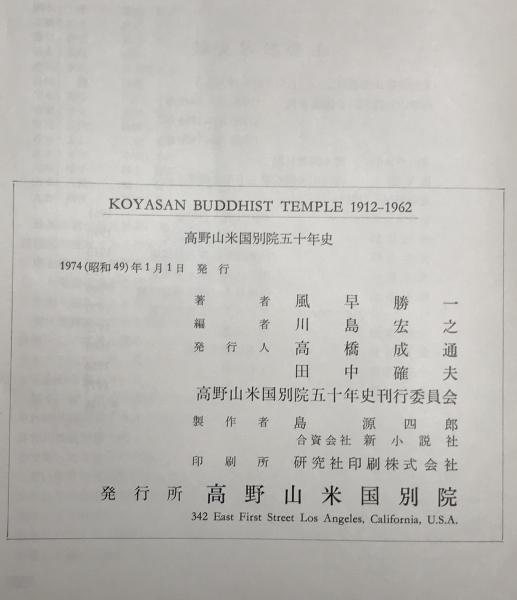 KOYASAN BUDDHIST TEMPLE 1912–1962
高野山米国別院五十年史
1974(昭和49)年1月1日 発行
著者 風早勝一
編者 川島宏之
発行人 高橋成通
田中確夫
高野山米国別院五十年史刊行委員会
製作者 島源四郎
合資会社 新小説社
印刷所 研究社印刷株式会社
発行所 高野山米国別院
342 East First Street Los Angeles, California, U.S.A.